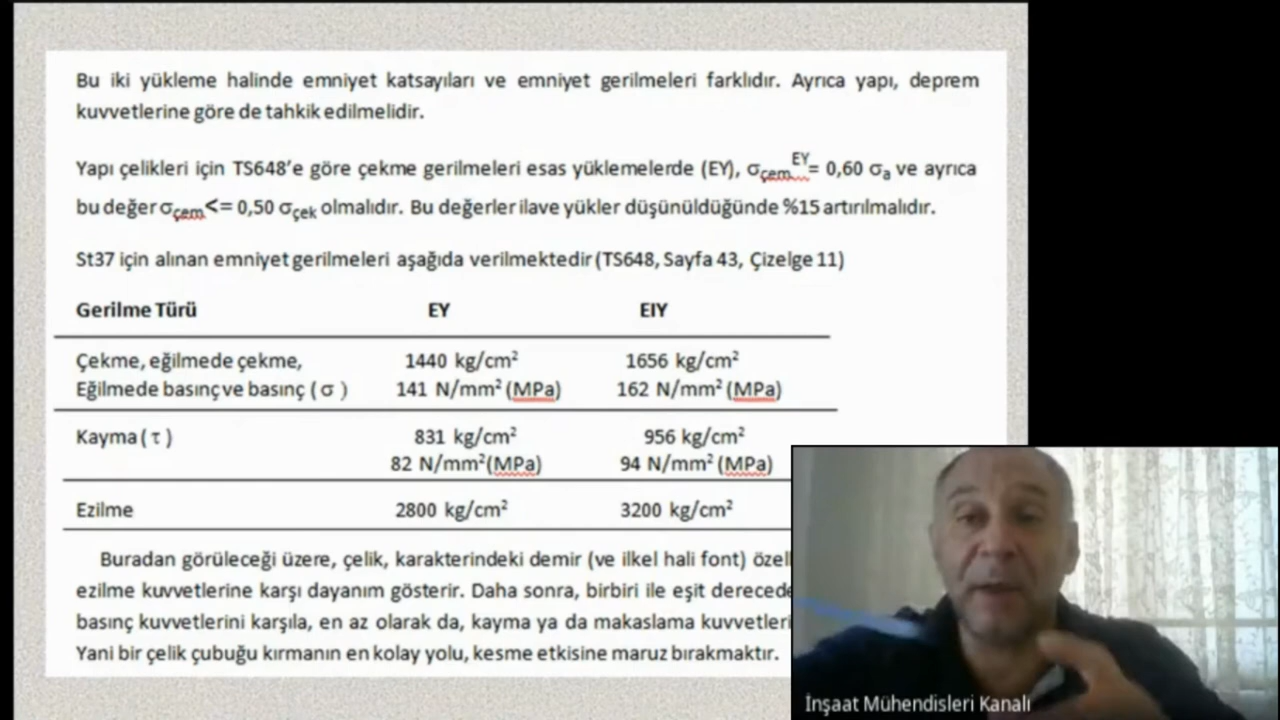 Bu iki yükleme halinde emniyet katsayıları ve emniyet gerilmeleri farklıdır. Ayrıca yapı, deprem
kuvvetlerine göre de tahkik edilmelidir.
Yapı çelikleri için TS648’e göre çekme gerilmeleri esas yüklemelerde (EY), σçem EY = 0,60 σa ve ayrıca
bu değer σçem<= 0,50 σçek olmalıdır. Bu değerler ilave yükler düşünüldüğünde %15 artırılmalıdır.
St37 için alınan emniyet gerilmeleri aşağıda verilmektedir (TS648, Sayfa 43, Çizelge 11)
Gerilme Türü EY EIY
Çekme, eğilmede çekme, 1440 kg/cm² 1656 kg/cm²
Eğilmede basınç ve basınç ( σ ) 141 N/mm² (MPa) 162 N/mm² (MPa)
Kayma ( τ ) 831 kg/cm² 956 kg/cm²
82 N/mm²(MPa) 94 N/mm² (MPa)
Ezilme 2800 kg/cm² 3200 kg/cm²
Buradan görüleceği üzere, çelik, karakterindeki demir (ve ilkel hali font) özell
ezilme kuvvetlerine karşı dayanım gösterir. Daha sonra, birbiri ile eşit derecede
basınç kuvvetlerini karşıla, en az olarak da, kayma ya da makaslama kuvvetleri
Yani bir çelik çubuğu kırmanın en kolay yolu, kesme etkisine maruz bırakmaktır.
İnşaat Mühendisleri Kanalı